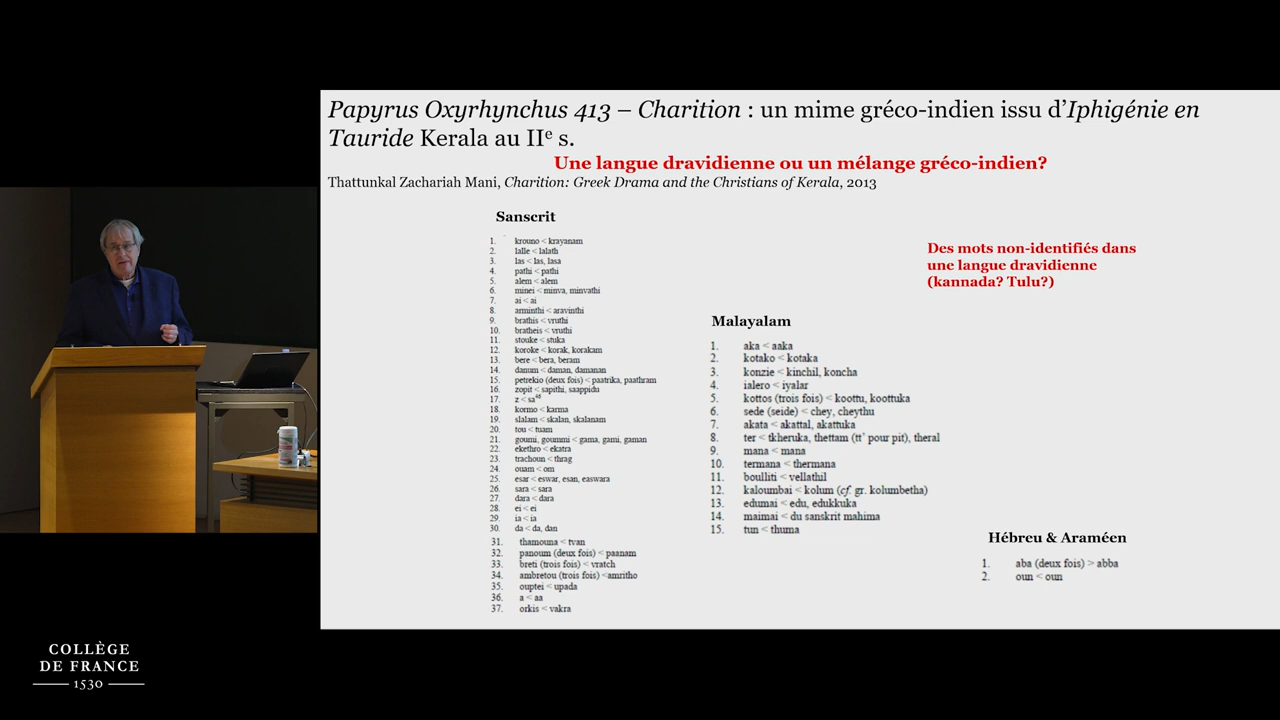 Papyrus Oxyrhynchus 413 – Charition : un mime gréco-indien issu d’Iphigénie en
Tauride Kerala au IIe s.
Une langue dravidienne ou un mélange gréco-indien?
Thattunkal Zachariah Mani, Charition: Greek Drama and the Christians of Kerala, 2013
Sanscrit
1. krouno < krayanam
2. lalle < lalath
3. las < las, lasa
4. pathi < pathi
5. alem < alem
6. minei < minva, minvathi
7. ai < ai
8. arminthi < aravinthi
9. brathis < vruthi
10. bratheis < vruthi
11. stouke < stuka
12. koroke < korak, korakam
13. bere < bera, beram
14. danum < daman, damanan
15. petrekio (deux fois) < paatrika, paathram
16. zopit < sapithi, saappidu
17. z < sa68
18. kormo < karma
19. slalam < skalan, skalanam
20. tou < tuam
21. goumi, goummi < gama, gami, gaman
22. ekethro < ekatra
23. trachoun < thrag
24. ouam < om
25. esar < eswar, esan, easwara
26. sara < sara
27. dara < dara
28. ei < ei
29. ia < ia
30. da < da, dan
31. thamouna < tvan
32. panoum (deux fois) < paanam
33. breti (trois fois) < vratch
34. ambretou (trois fois) <amritho
35. ouptei < upada
36. a < aa
37. orkis < vakra
Des mots non-identifiés dans
une langue dravidienne
(kannada? Tulu?)
Malayalam
1. aka < aaka
2. kotako < kotaka
3. konzie < kinchil, koncha
4. ialero < iyalar
5. kottos (trois fois) < koottu, koottuka
6. sede (seide) < chey, cheythu
7. akata < akattal, akattuka
8. ter < tkheruka, thettam (tt’ pour pit), theral
9. mana < mana
10. termana < thermana
11. boulliti < vellathil
12. kaloumbai < kolum (cf. gr. kolumbetha)
13. edumai < edu, edukkuka
14. maimai < du sanskrit mahima
15. tun < thuma
Hébreu & Araméen
1. aba (deux fois) > abba
2. oun < oun
COLLÈGE
DE FRANCE
1530